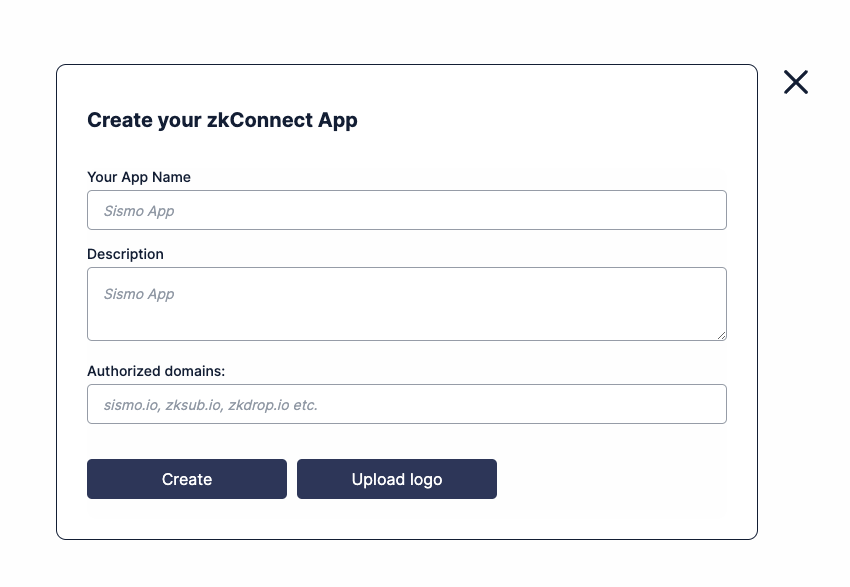 Create your zkConnect App
Your App Name
Sismo App
Description
Sismo App
Authorized domains:
sismo.io, zksub.io, zkdrop.io etc.
Create
Upload logo